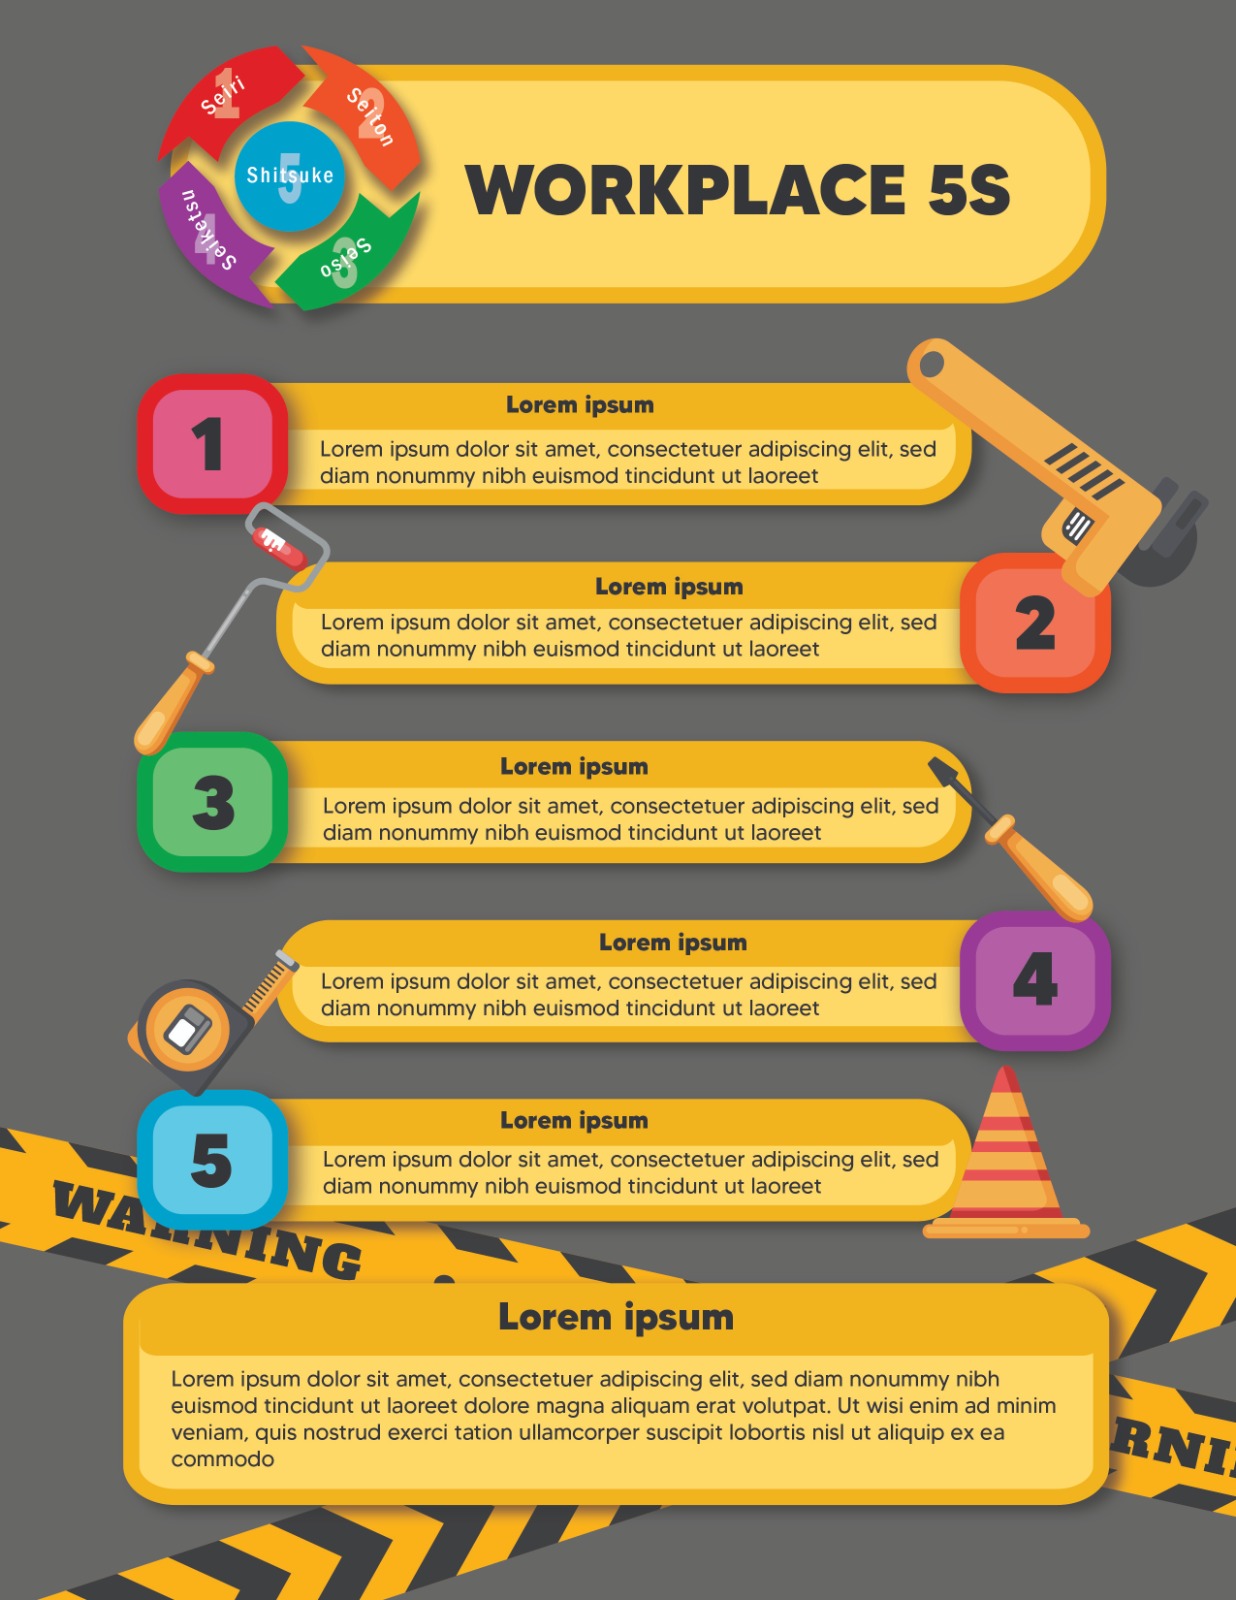 1
Seiri
2
Seiton
5
Shitsuke
4
Seiketsu
3
Seiso
WORKPLACE 5S
1
Lorem ipsum
Lorem ipsum dolor sit amet, consectetuer adipiscing elit, sed
diam nonummy nibh euismod tincidunt ut laoreet
2
Lorem ipsum
Lorem ipsum dolor sit amet, consectetuer adipiscing elit, sed
diam nonummy nibh euismod tincidunt ut laoreet
3
Lorem ipsum
Lorem ipsum dolor sit amet, consectetuer adipiscing elit, sed
diam nonummy nibh euismod tincidunt ut laoreet
4
Lorem ipsum
Lorem ipsum dolor sit amet, consectetuer adipiscing elit, sed
diam nonummy nibh euismod tincidunt ut laoreet
5
Lorem ipsum
Lorem ipsum dolor sit amet, consectetuer adipiscing elit, sed
diam nonummy nibh euismod tincidunt ut laoreet
WARNING
Lorem ipsum
Lorem ipsum dolor sit amet, consectetuer adipiscing elit, sed diam nonummy nibh
euismod tincidunt ut laoreet dolore magna aliquam erat volutpat. Ut wisi enim ad minim
veniam, quis nostrud exerci tation ullamcorper suscipit lobortis nisl ut aliquip ex ea
commodo
RNI